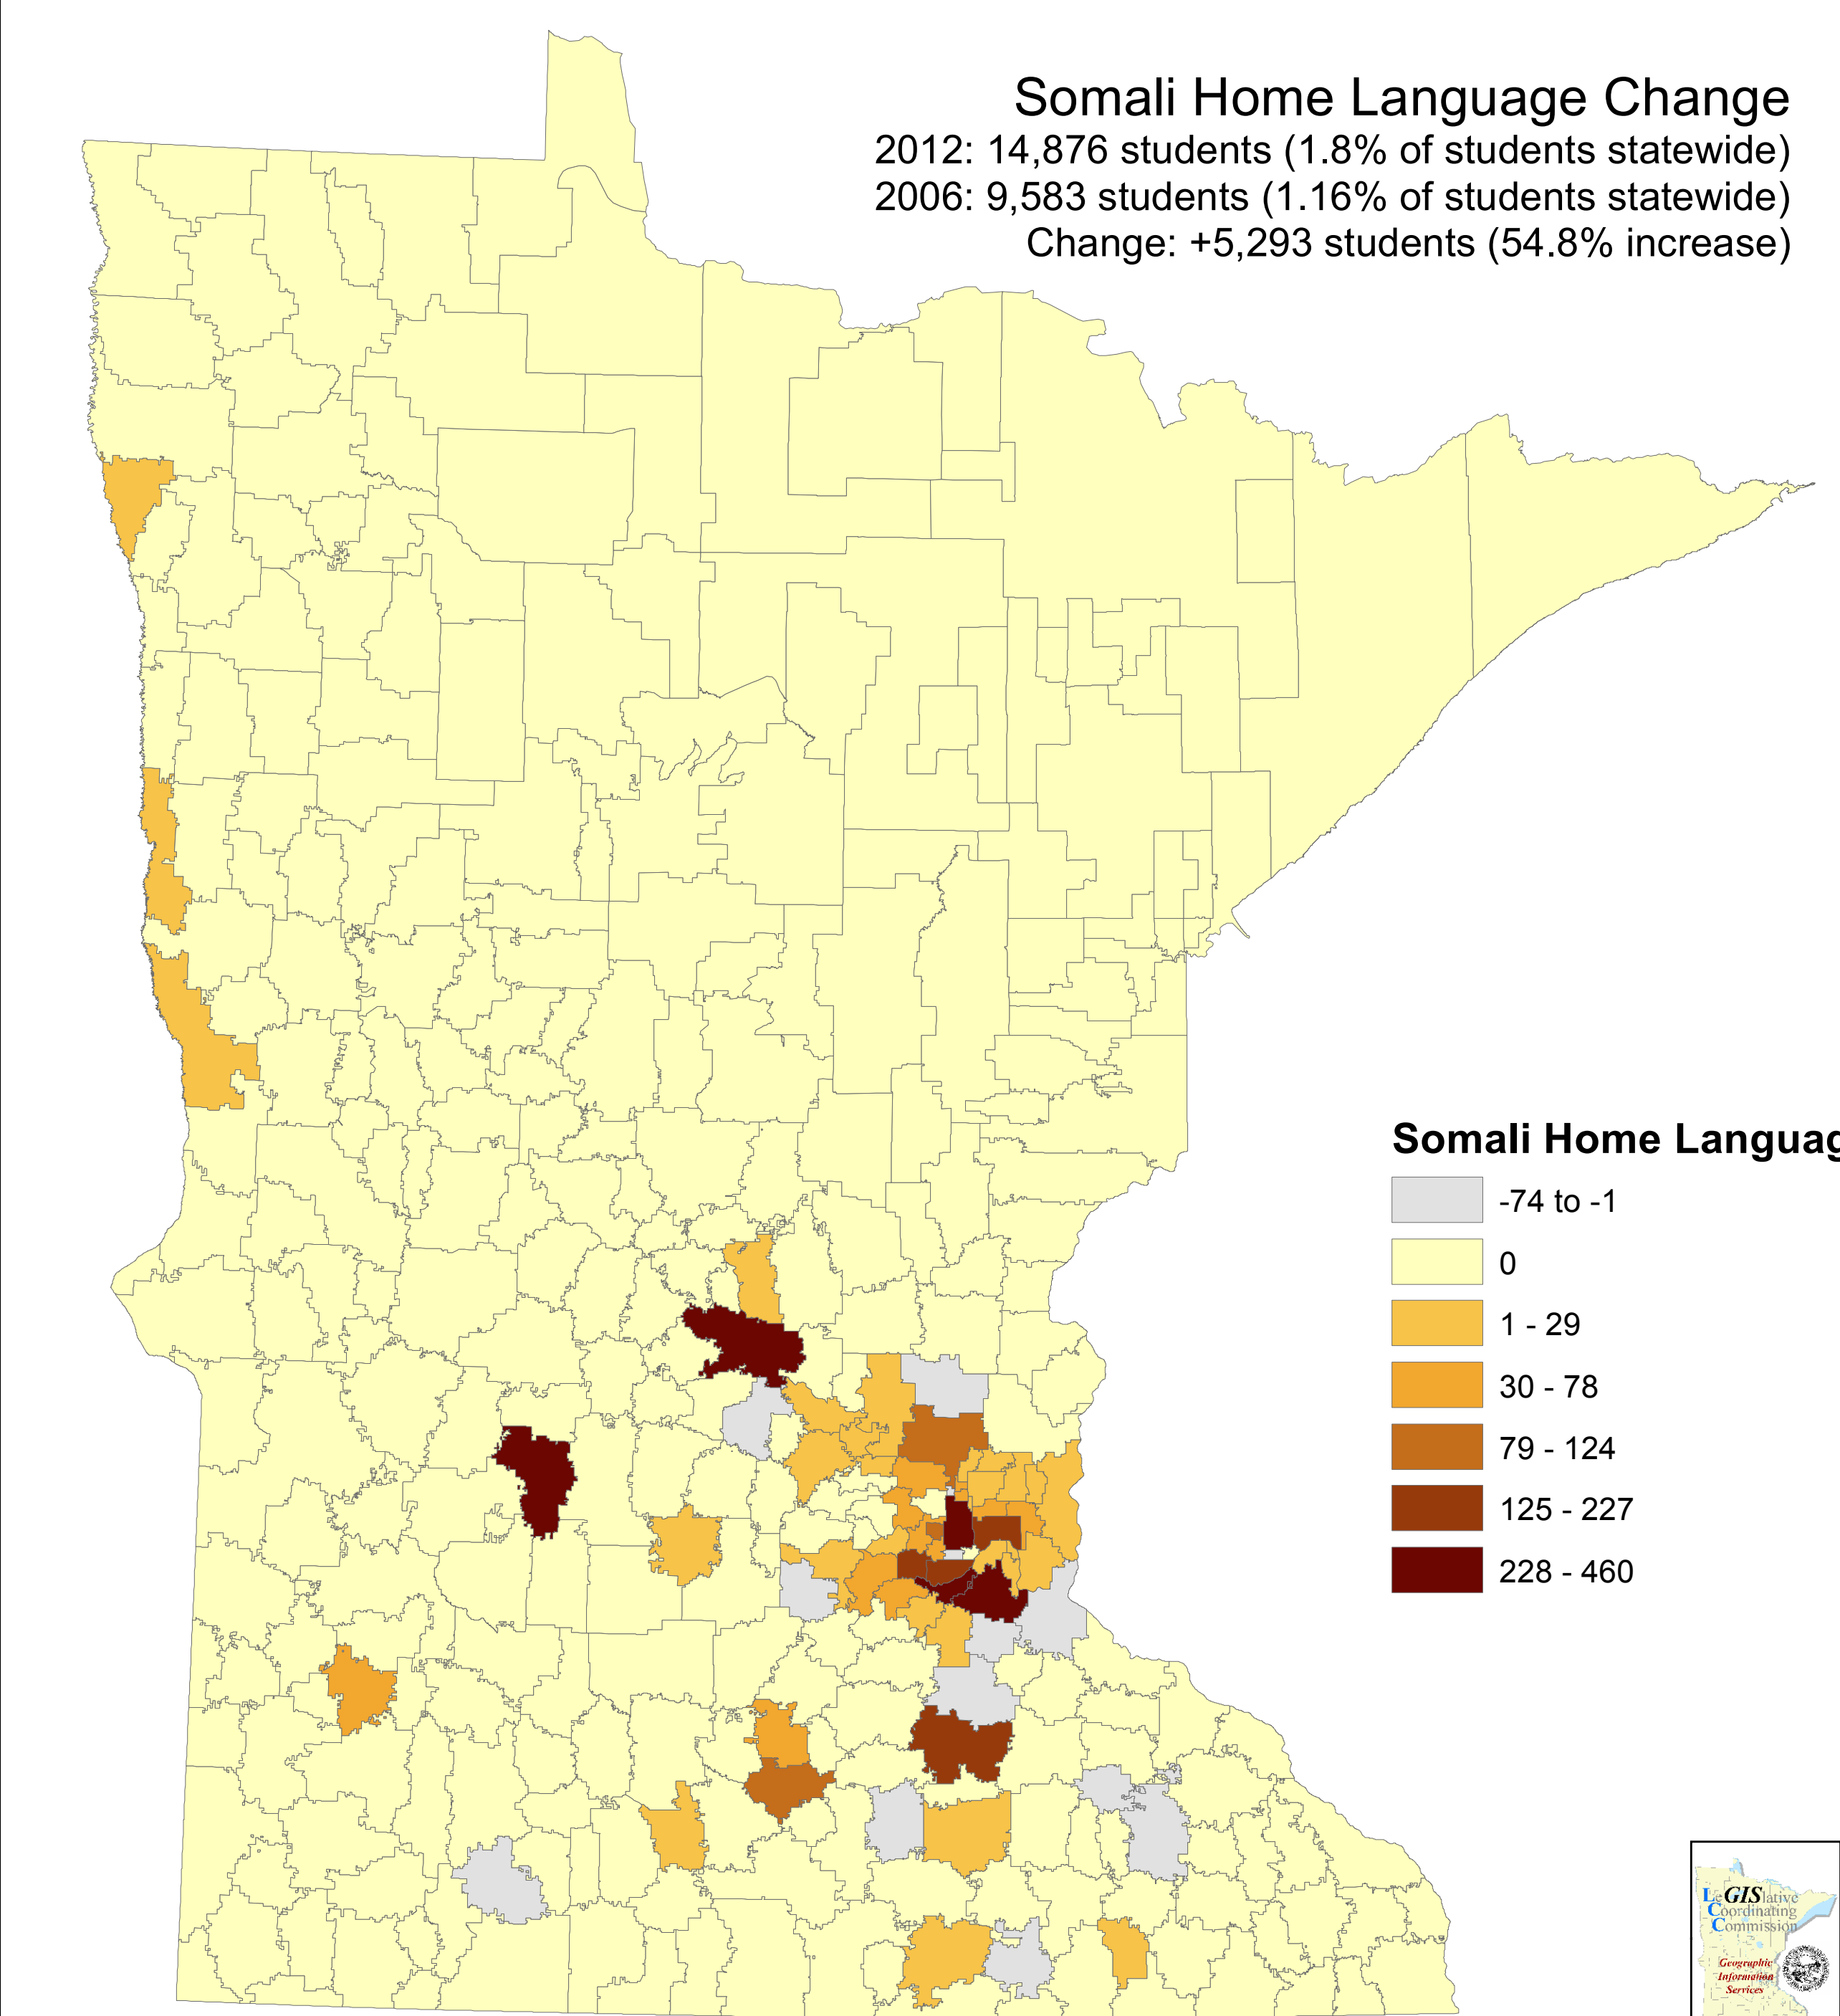 Somali Home Language Change
2012: 14,876 students (1.8% of students statewide)
2006: 9,583 students (1.16% of students statewide)
Change: +5,293 students (54.8% increase)
Somali Home Languag
-74 to -1
0
1 - 29
30 - 78
79 - 124
125 - 227
228 - 460
LeGISlative
Coordinating
Commission
Geographic
Information
Services